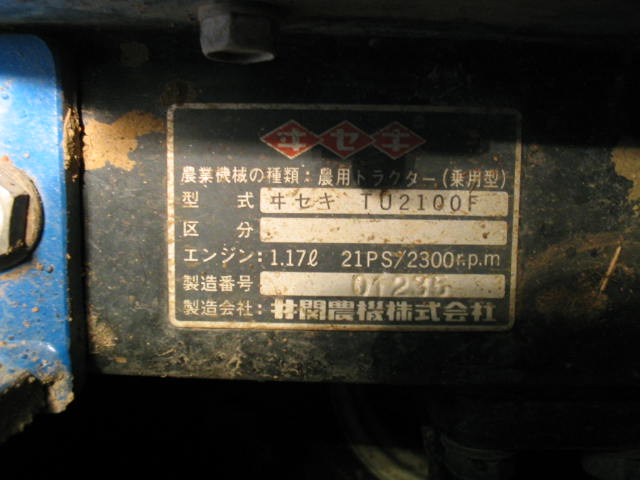 ヰセキ
農業機械の種類：農用トラクター(乗用型)
型式 ヰセキ TU2100F
区分
エンジン：1.17ℓ 21PS/2300r.p.m
製造番号 01235
製造会社：井関農機株式会社